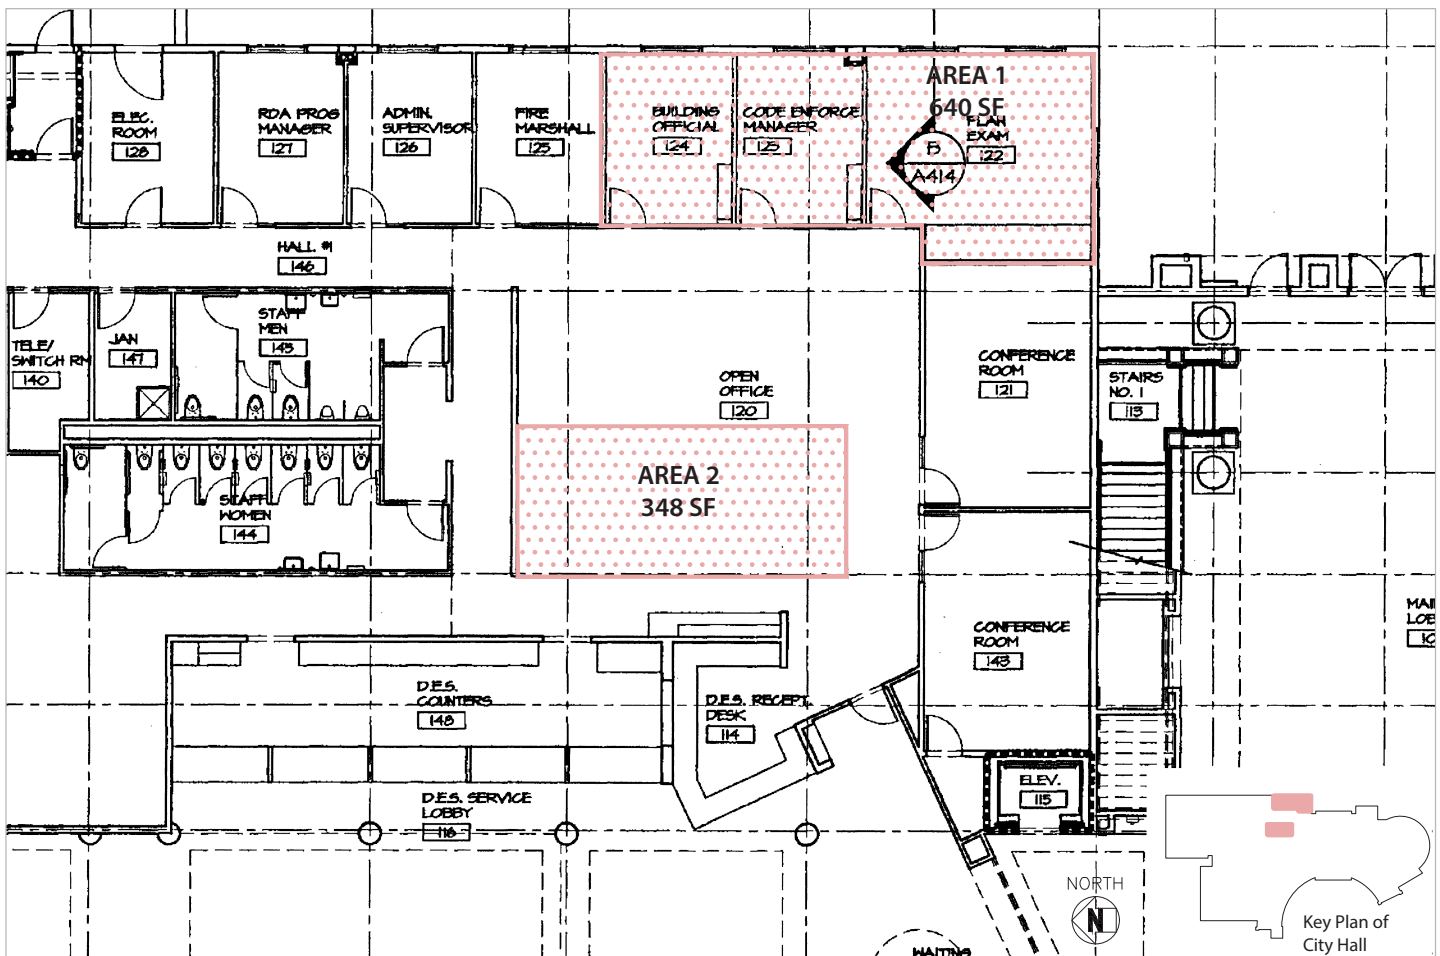 AREA 1
640 SF
ELEC.
ROOM
128
RDA PROG
MANAGER
127
ADMIN.
SUPERVISOR
126
FIRE
MARSHALL
125
BUILDING
OFFICIAL
124
CODE ENFORCE
MANAGER
123
PLAN
EXAM
122
B
A414
HALL #1
146
TELE/
SWITCH RM
140
JAN
147
STAFF
MEN
145
OPEN
OFFICE
120
CONFERENCE
ROOM
121
STAIRS
NO. 1
113
AREA 2
348 SF
STAFF
WOMEN
144
CONFERENCE
ROOM
143
D.E.S.
COUNTERS
148
D.E.S. RECEPT.
DESK
114
D.E.S. SERVICE
LOBBY
116
ELEV.
115
NORTH
N
Key Plan of
City Hall
WAITING